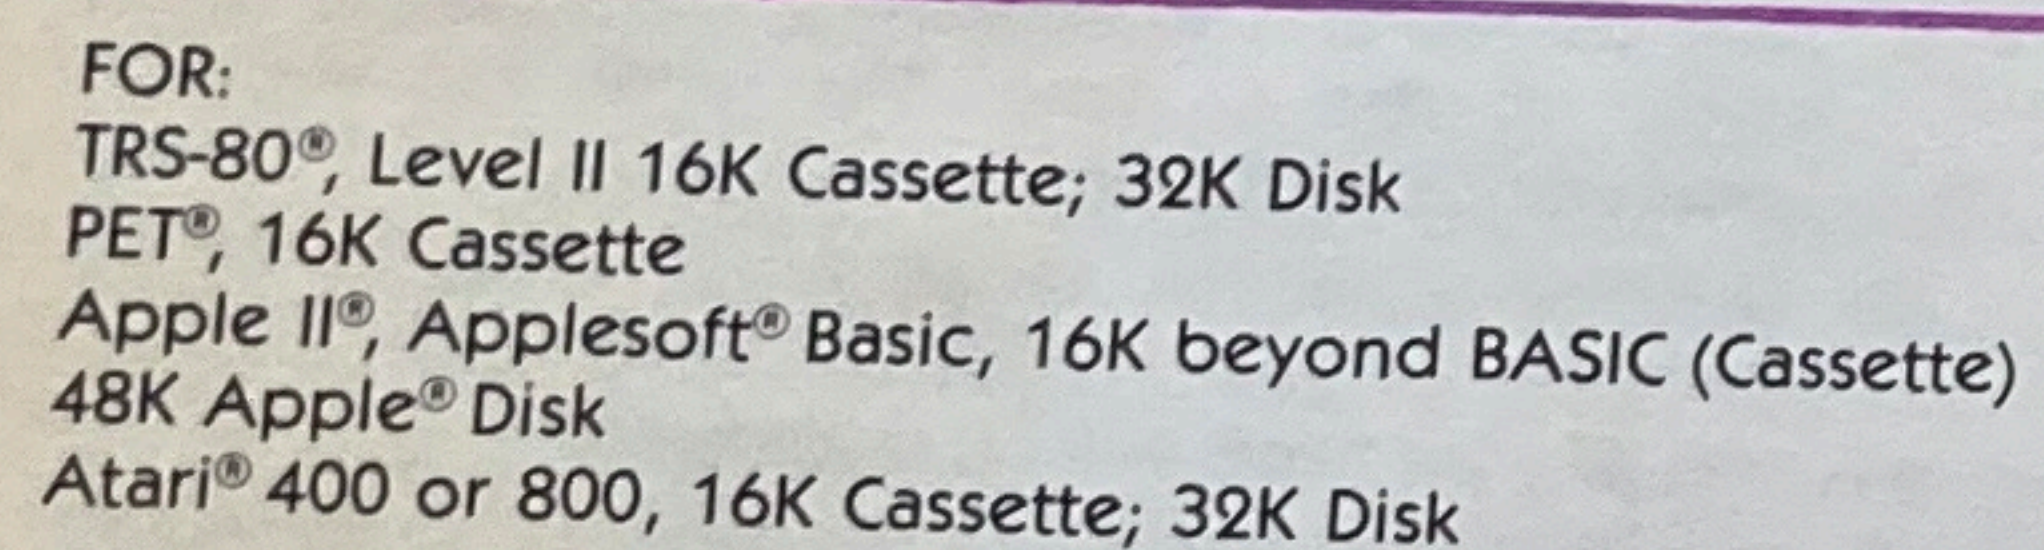 FOR:
TRS-80®, Level II 16K Cassette; 32K Disk
PET®, 16K Cassette
Apple II®, Applesoft® Basic, 16K beyond BASIC (Cassette)
48K Apple® Disk
Atari® 400 or 800, 16K Cassette; 32K Disk